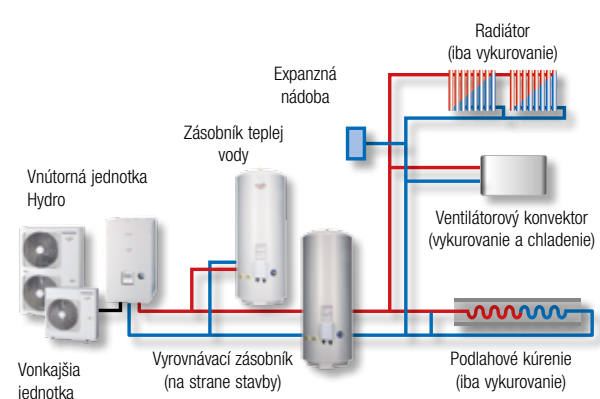 Radiátor
(iba vykurovanie)
Expanzná
nádoba
Zásobník teplej
vody
Vnútorná jednotka
Hydro
Ventilátorový konvektor
(vykurovanie a chladenie)
Vonkajšia
jednotka
Vyrovnávací zásobník
(na strane stavby)
Podlahové kúrenie
(iba vykurovanie)